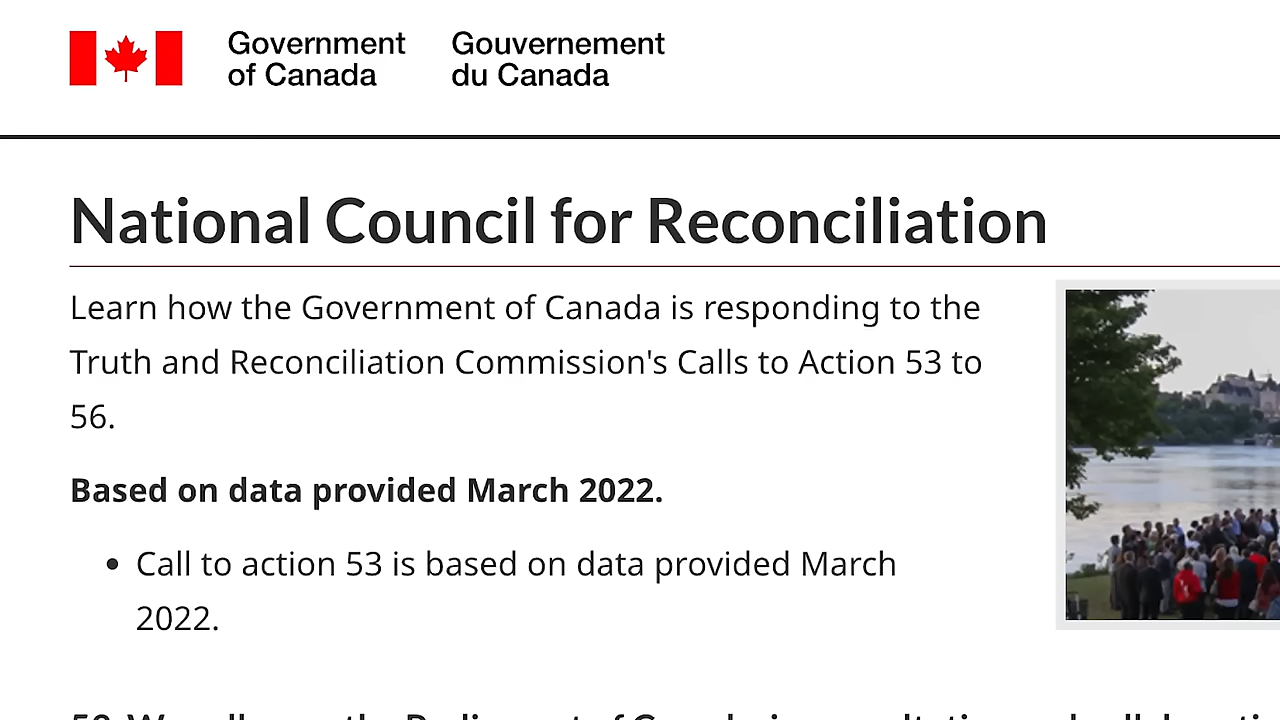 Government Gouvernement
of Canada du Canada
National Council for Reconciliation
Learn how the Government of Canada is responding to the
Truth and Reconciliation Commission's Calls to Action 53 to
56.
Based on data provided March 2022.
• Call to action 53 is based on data provided March
2022.